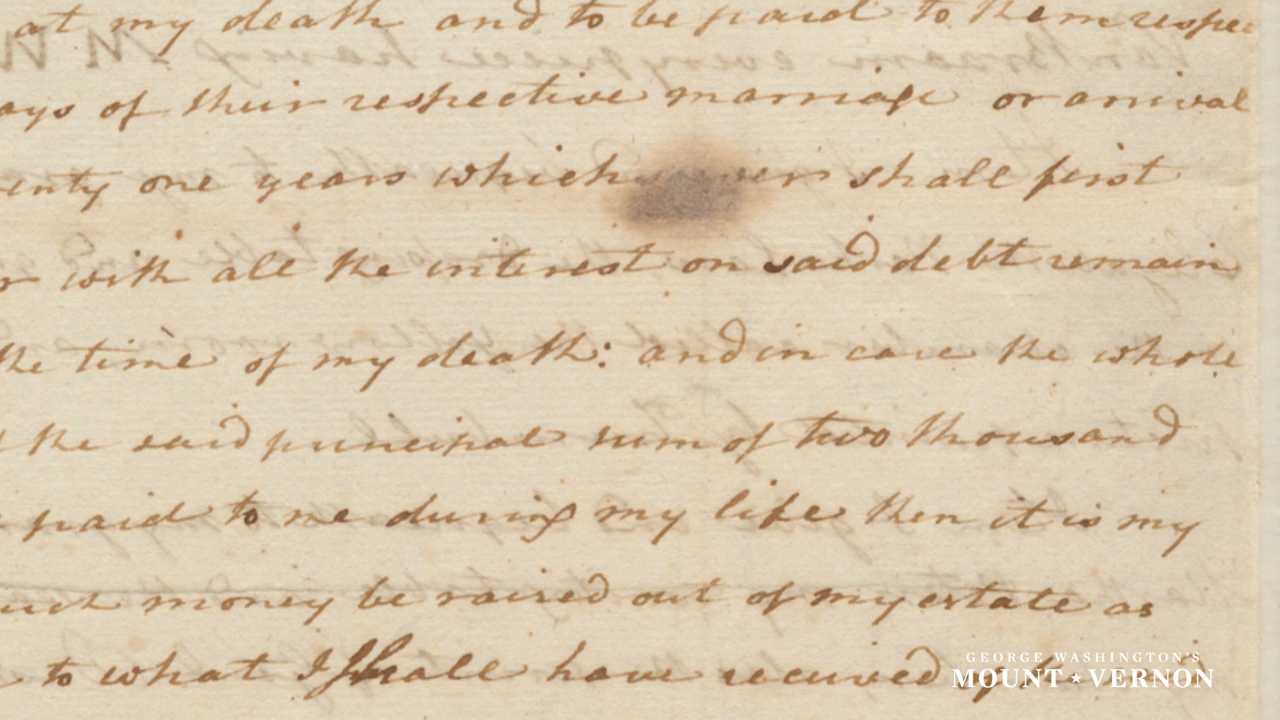 at my death and to be paid to them respec
ays of their respective marriage or arrival
enty one years whichever shall first
r with all the interest on said debt remain
the time of my death: and in case the whole
the said principal sum of two thousand
paid to me during my life then it is my
uch money be raised out of my estate as
to what I shall have received of
GEORGE WASHINGTON'S
MOUNT ★ VERNON